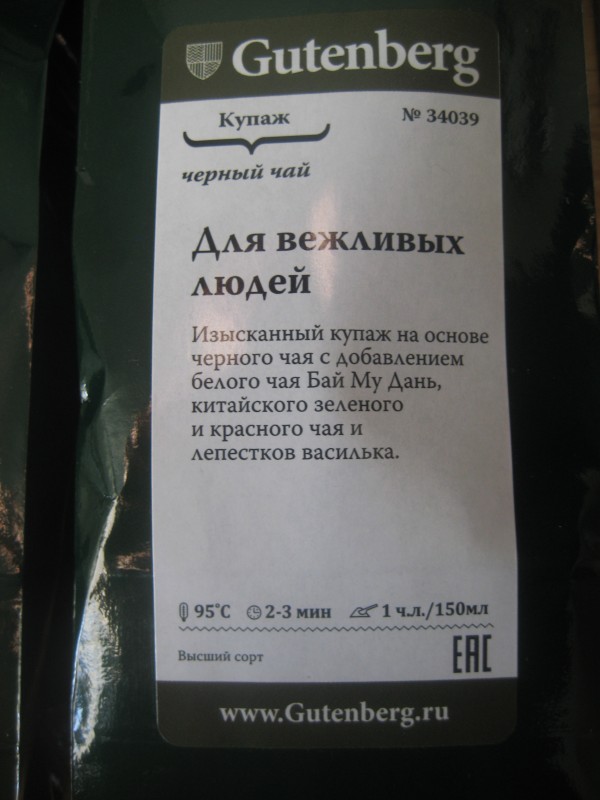 Gutenberg
Купаж
№ 34039
черный чай
Для вежливых
людей
Изысканный купаж на основе
черного чая с добавлением
белого чая Бай Му Дань,
китайского зеленого
и красного чая и
лепестков василька.
95°C 2-3 мин 1 ч.л./150мл
Высший сорт
EAC
www.Gutenberg.ru